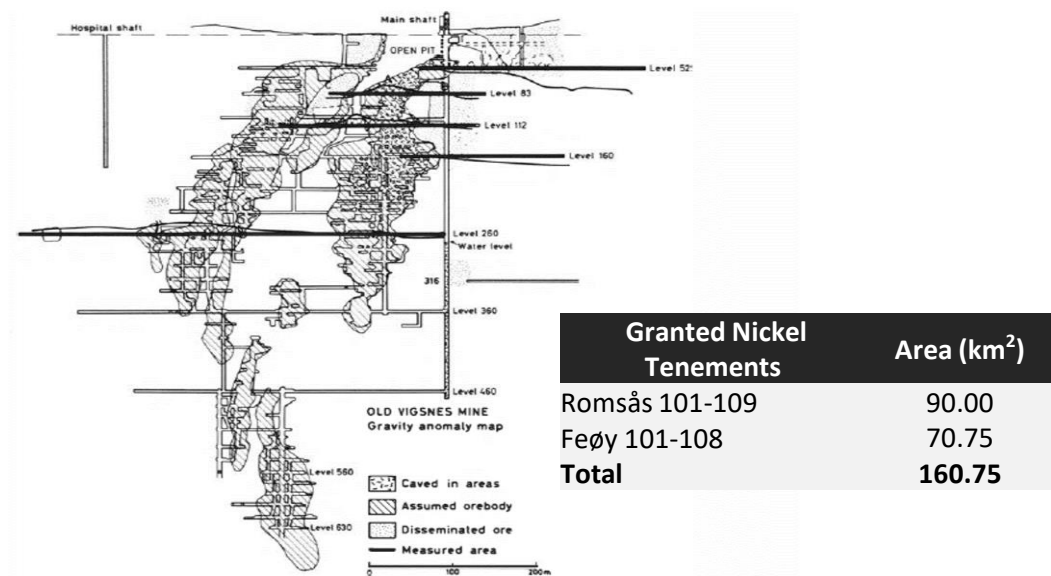 Main shaft
Hospital shaft
OPEN PIT
Level 52
Level 83
Level 112
Level 160
Level 260
Water level
316
Level 360
Level 460
OLD VIGSNES MINE
Gravity anomaly map
Level 560
Caved in areas
Assumed orebody
Disseminated ore
Level 630
Measured area
0 100 200m
Granted Nickel Tenements Area (km²)
Romsås 101-109 90.00
Feøy 101-108 70.75
Total 160.75